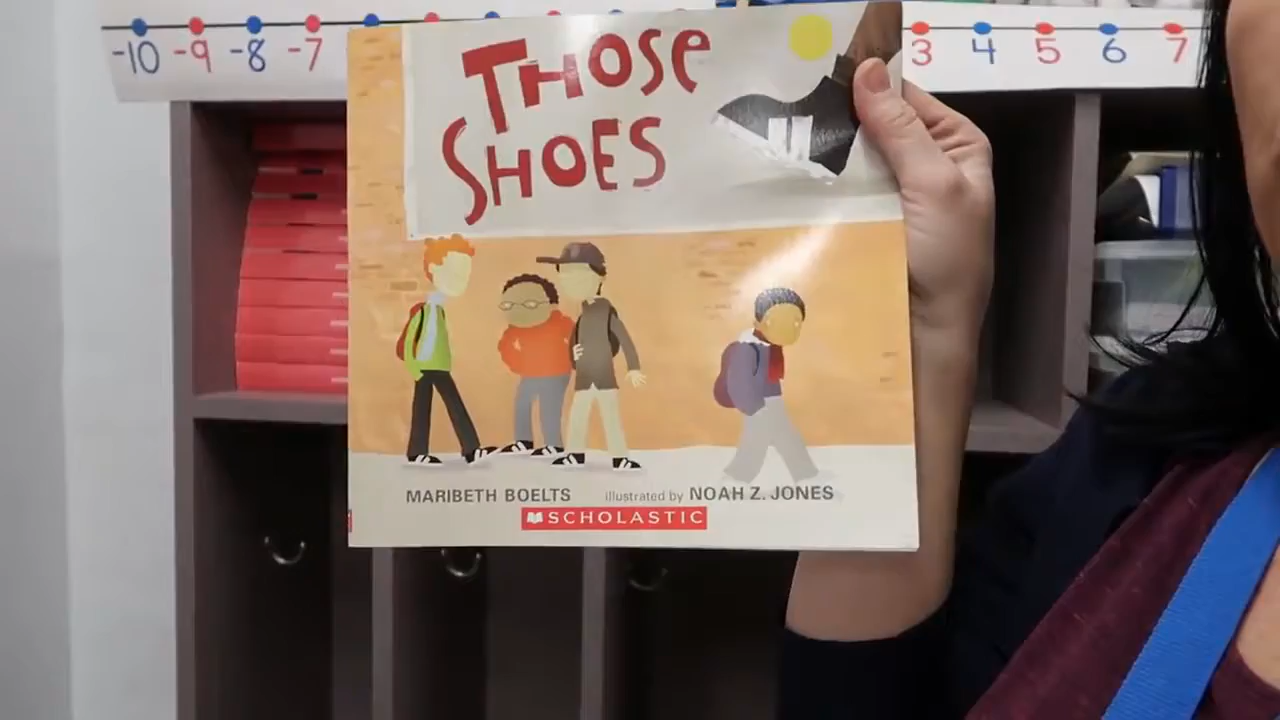 -10 -9 -8 -7 3 4 5 6 7
THOSE
SHOES
MARIBETH BOELTS illustrated by NOAH Z. JONES
SCHOLASTIC